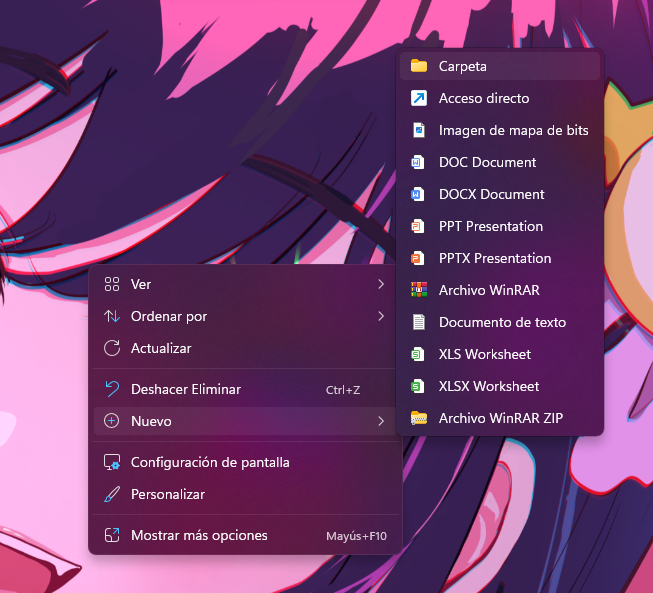 Ver
Ordenar por
Actualizar
Deshacer Eliminar Ctrl+Z
Nuevo
Configuración de pantalla
Personalizar
Mostrar más opciones Mayús+F10
Carpeta
Acceso directo
Imagen de mapa de bits
DOC Document
DOCX Document
PPT Presentation
PPTX Presentation
Archivo WinRAR
Documento de texto
XLS Worksheet
XLSX Worksheet
Archivo WinRAR ZIP